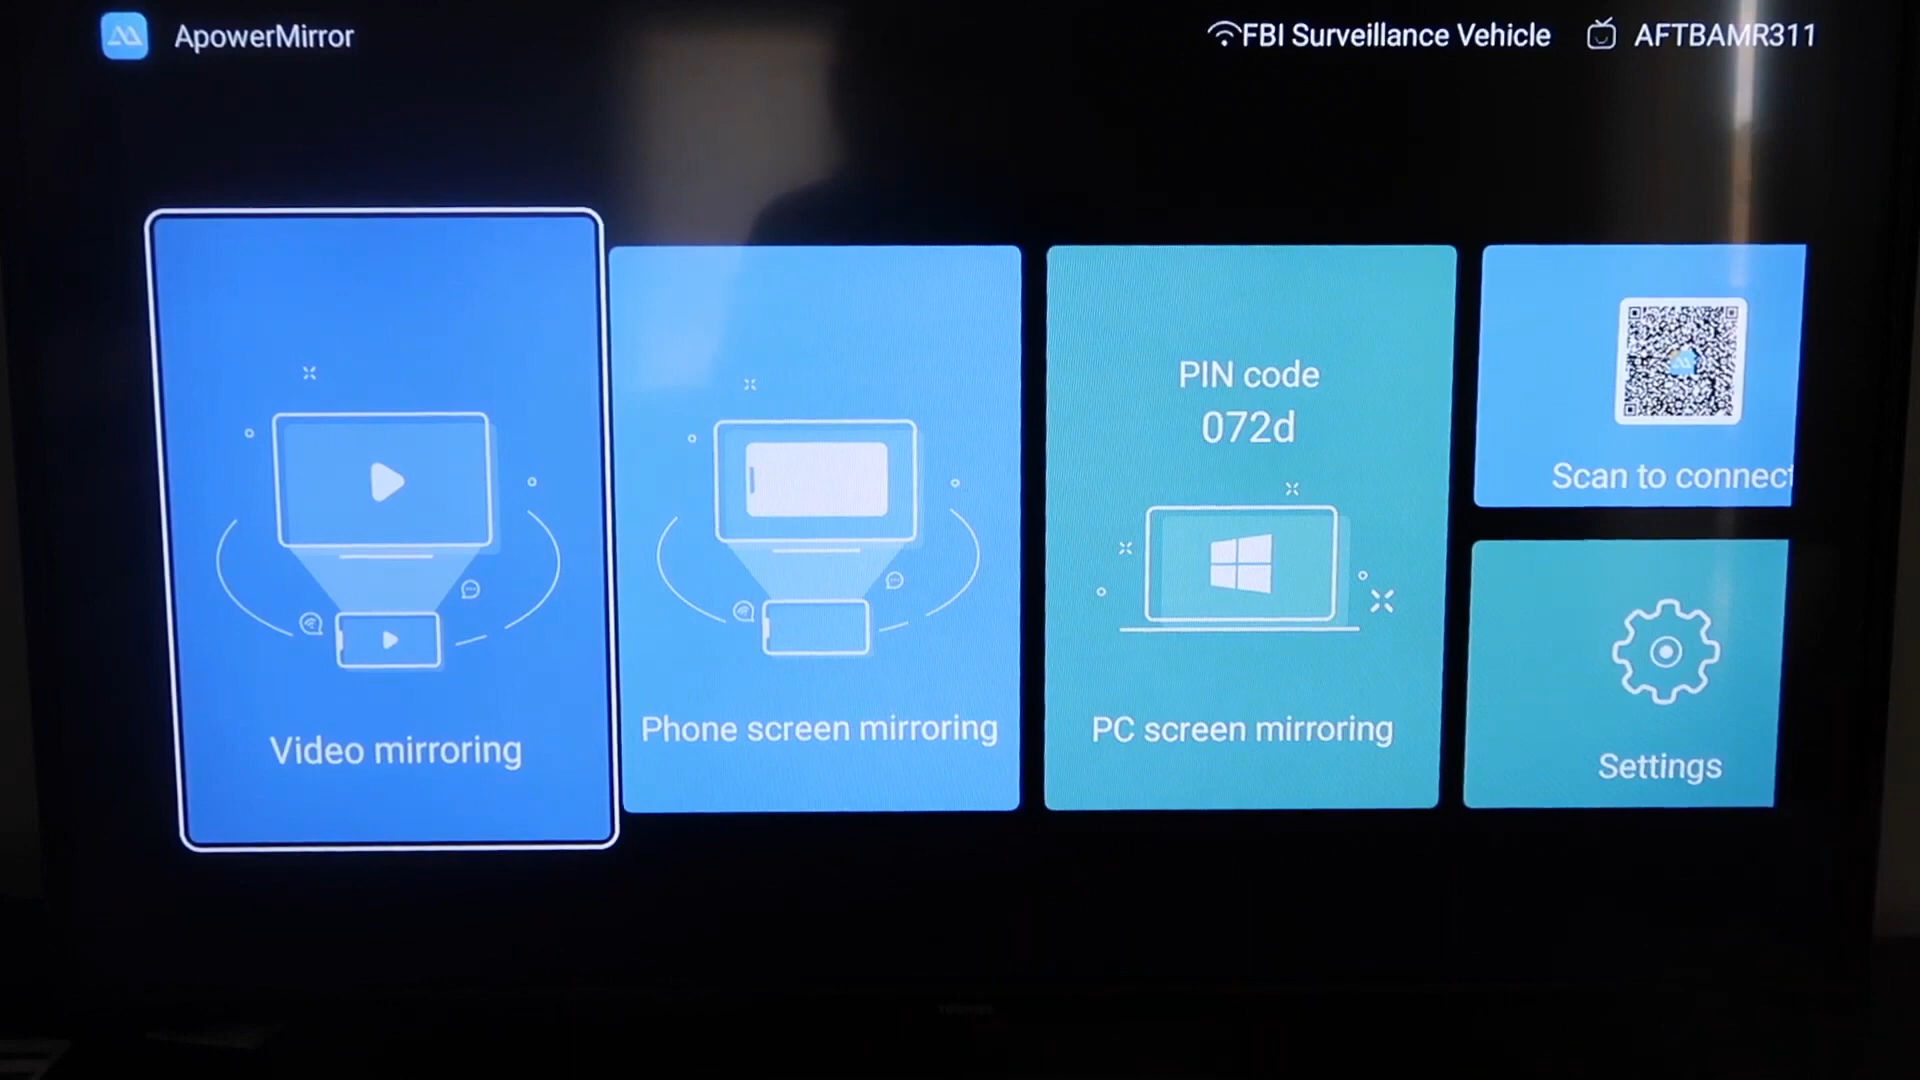 ApowerMirror
FBI Surveillance Vehicle
AFTBAMR311
Video mirroring
Phone screen mirroring
PIN code
072d
PC screen mirroring
Scan to connect
Settings
TOSHIBA